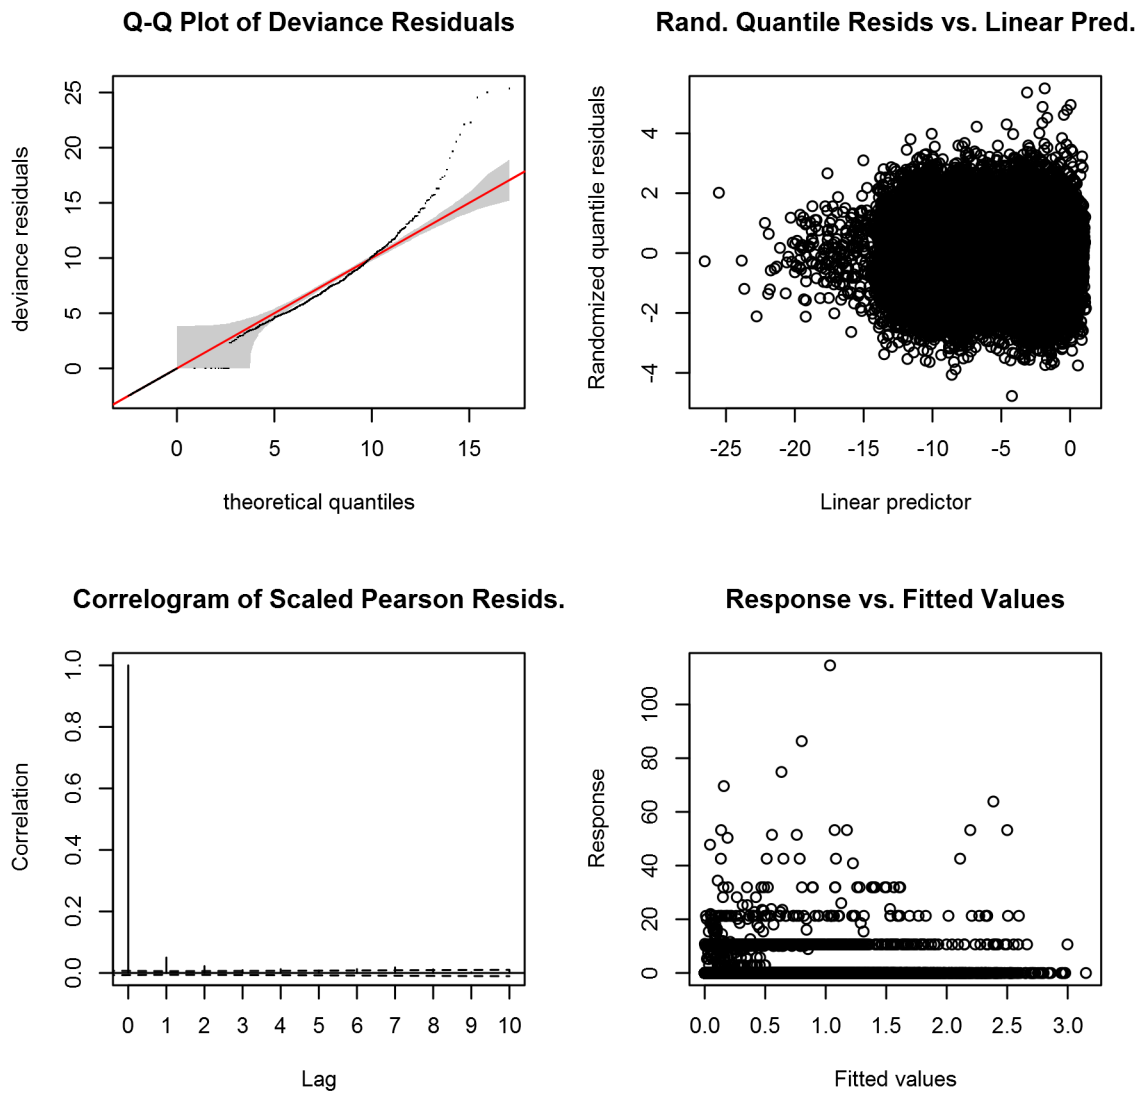 Q-Q Plot of Deviance Residuals
deviance residuals
25
20
15
10
5
0
0 5 10 15
theoretical quantiles
Rand. Quantile Resids vs. Linear Pred.
Randomized quantile residuals
4
2
0
-2
-4
-25 -20 -15 -10 -5 0
Linear predictor
Correlogram of Scaled Pearson Resids.
Correlation
1.0
0.8
0.6
0.4
0.2
0.0
0 1 2 3 4 5 6 7 8 9 10
Lag
Response vs. Fitted Values
Response
100
80
60
40
20
0
0.0 0.5 1.0 1.5 2.0 2.5 3.0
Fitted values